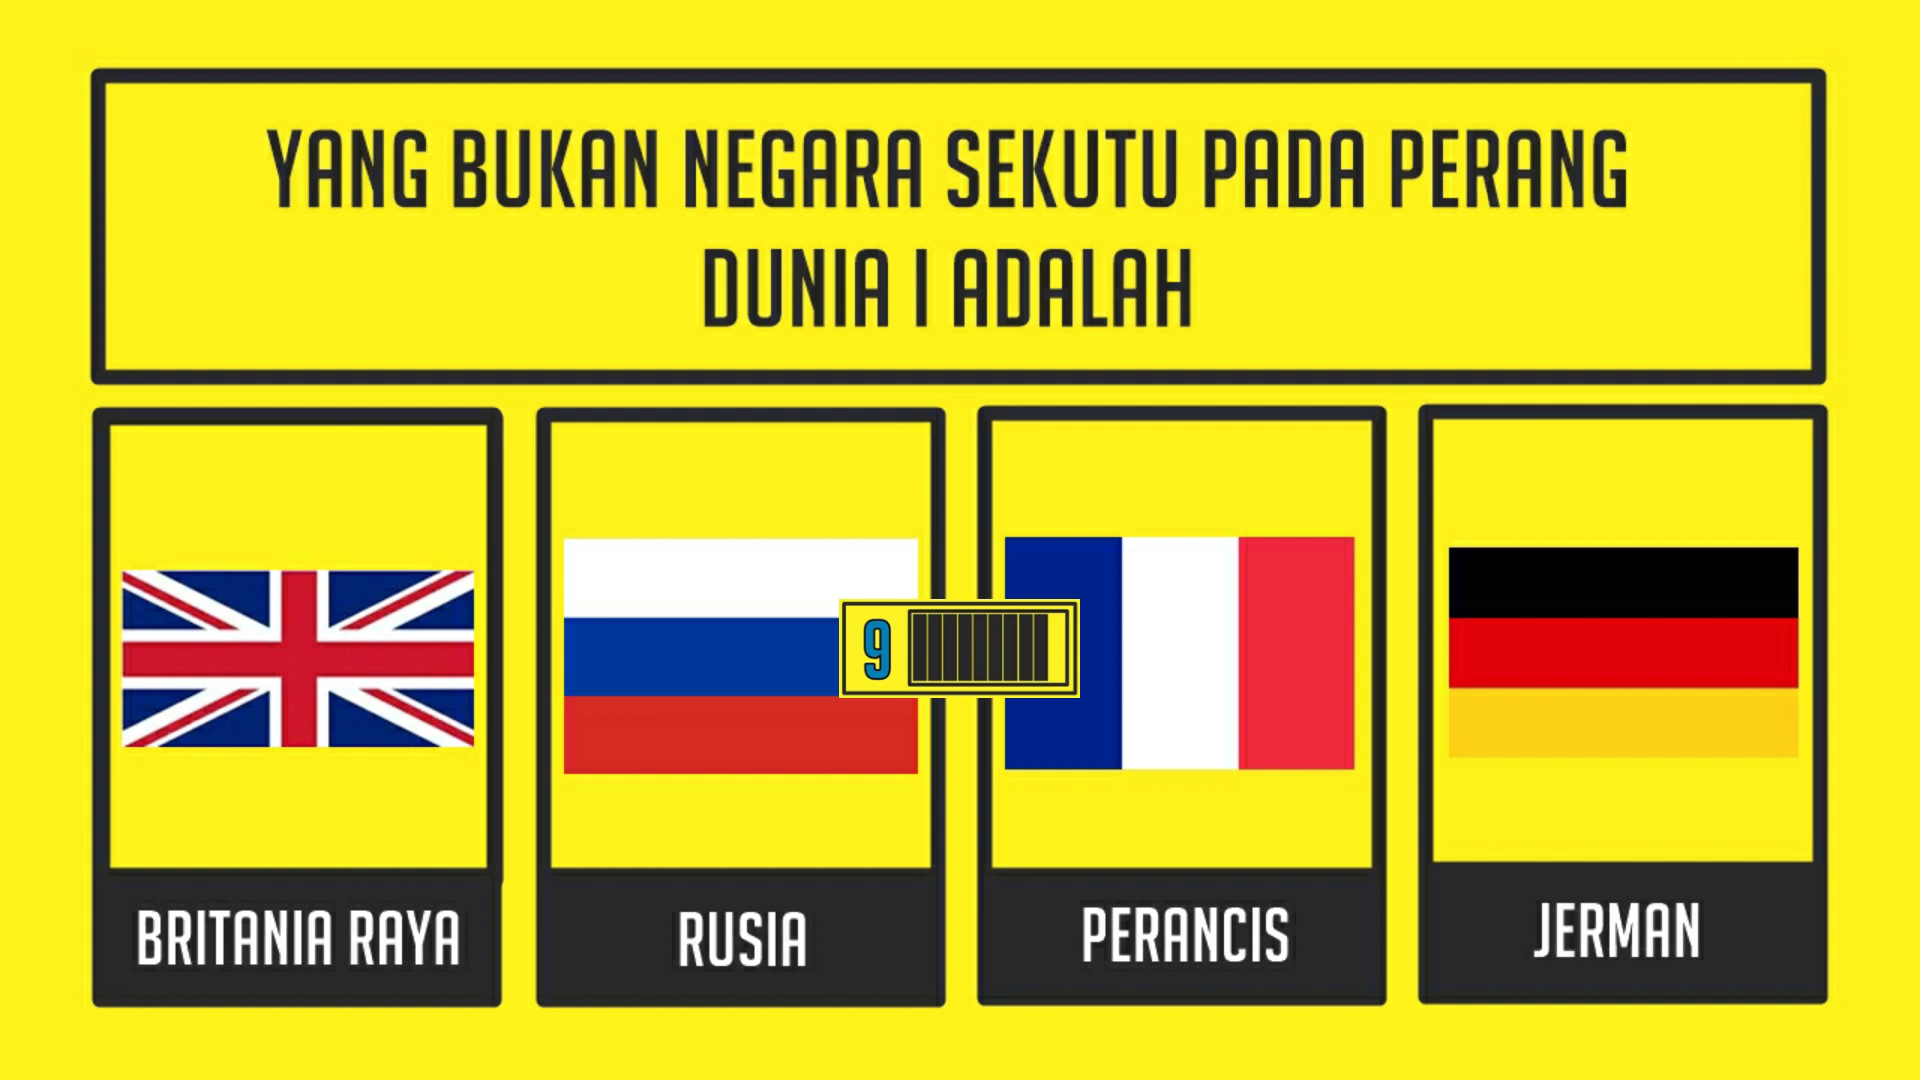 YANG BUKAN NEGARA SEKUTU PADA PERANG
DUNIA I ADALAH
9
BRITANIA RAYA
RUSIA
PERANCIS
JERMAN